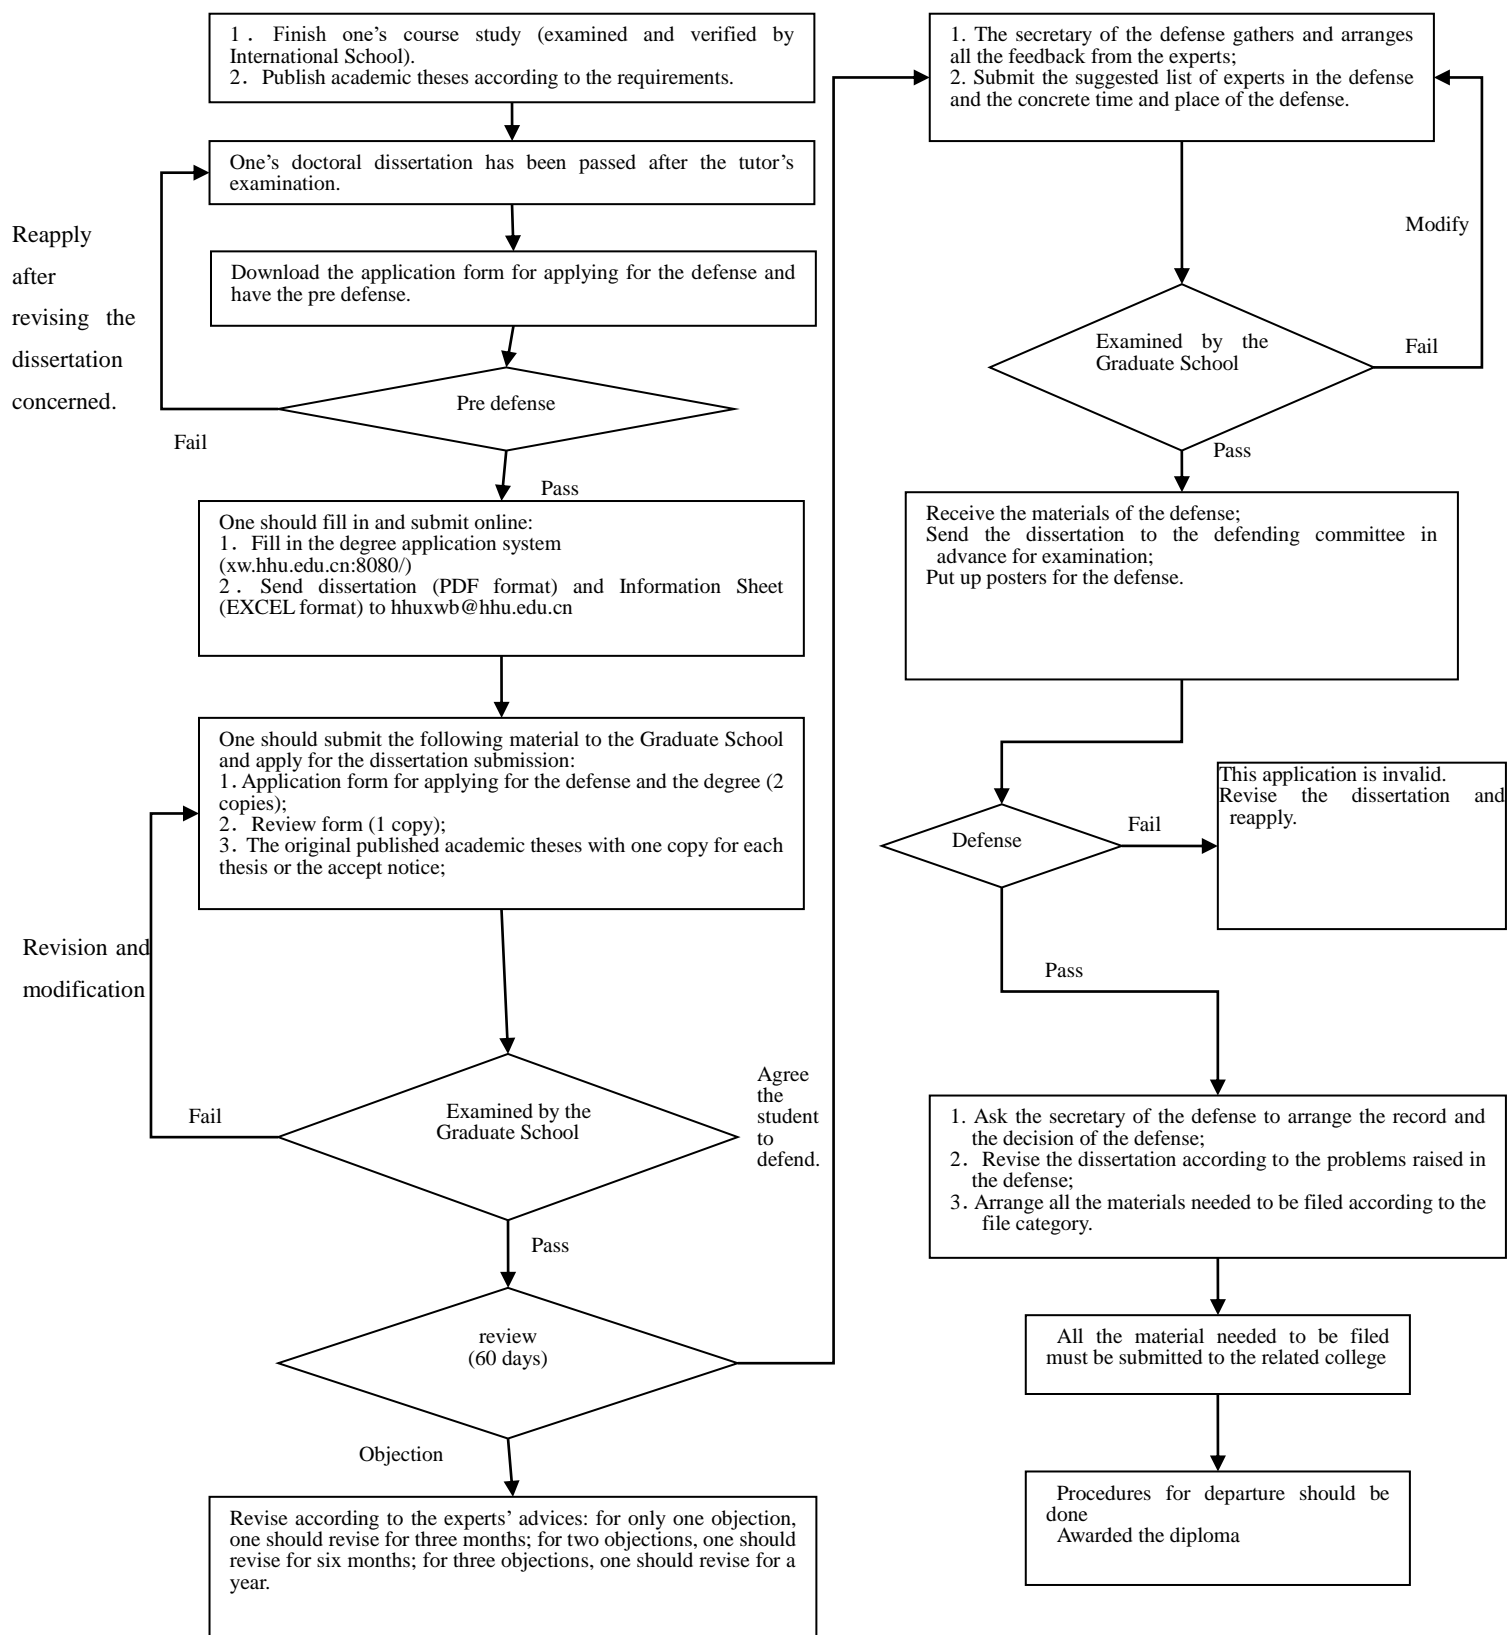 1． Finish one’s course study (examined and verified by
International School).
2． Publish academic theses according to the requirements.
One’s doctoral dissertation has been passed after the tutor’s
examination.
Reapply
after
revising the
dissertation
concerned.
Download the application form for applying for the defense and
have the pre defense.
Pre defense
Fail
Pass
One should fill in and submit online:
1． Fill in the degree application system
(xw.hhu.edu.cn:8080/)
2． Send dissertation (PDF format) and Information Sheet
(EXCEL format) to hhuxwb@hhu.edu.cn
One should submit the following material to the Graduate School
and apply for the dissertation submission:
1. Application form for applying for the defense and the degree (2
copies);
2． Review form (1 copy);
3． The original published academic theses with one copy for each
thesis or the accept notice;
Revision and
modification
Fail
Examined by the
Graduate School
Agree
the
student
to
defend.
Pass
review
(60 days)
Objection
Revise according to the experts’ advices: for only one objection,
one should revise for three months; for two objections, one should
revise for six months; for three objections, one should revise for a
year.
1. The secretary of the defense gathers and arranges
all the feedback from the experts;
2. Submit the suggested list of experts in the defense
and the concrete time and place of the defense.
Modify
Examined by the
Graduate School
Fail
Pass
Receive the materials of the defense;
Send the dissertation to the defending committee in
advance for examination;
Put up posters for the defense.
Defense
Fail
This application is invalid.
Revise the dissertation and
reapply.
Pass
1. Ask the secretary of the defense to arrange the record and
the decision of the defense;
2． Revise the dissertation according to the problems raised in
the defense;
3. Arrange all the materials needed to be filed according to the
file category.
All the material needed to be filed
must be submitted to the related college
Procedures for departure should be
done
Awarded the diploma